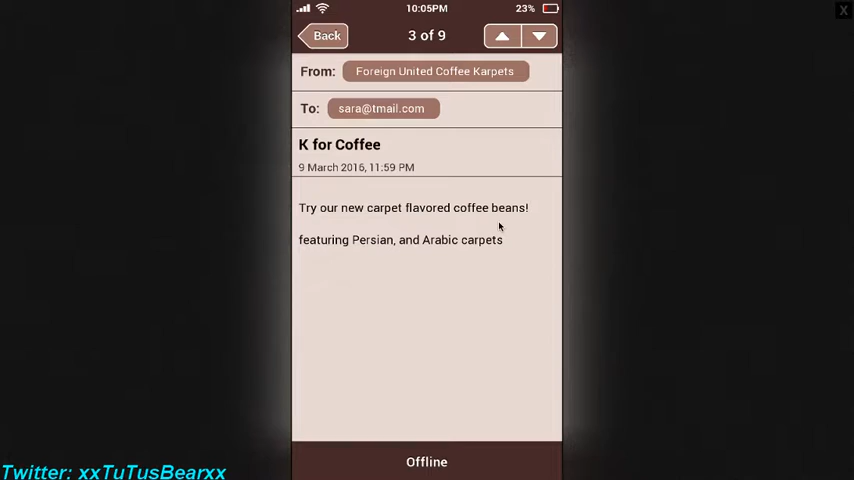 10:05PM
23%
X
Back
3 of 9
From: Foreign United Coffee Karpets
To: sara@tmail.com
K for Coffee
9 March 2016, 11:59 PM
Try our new carpet flavored coffee beans!
featuring Persian, and Arabic carpets
Offline
Twitter: xxTuTusBearxx